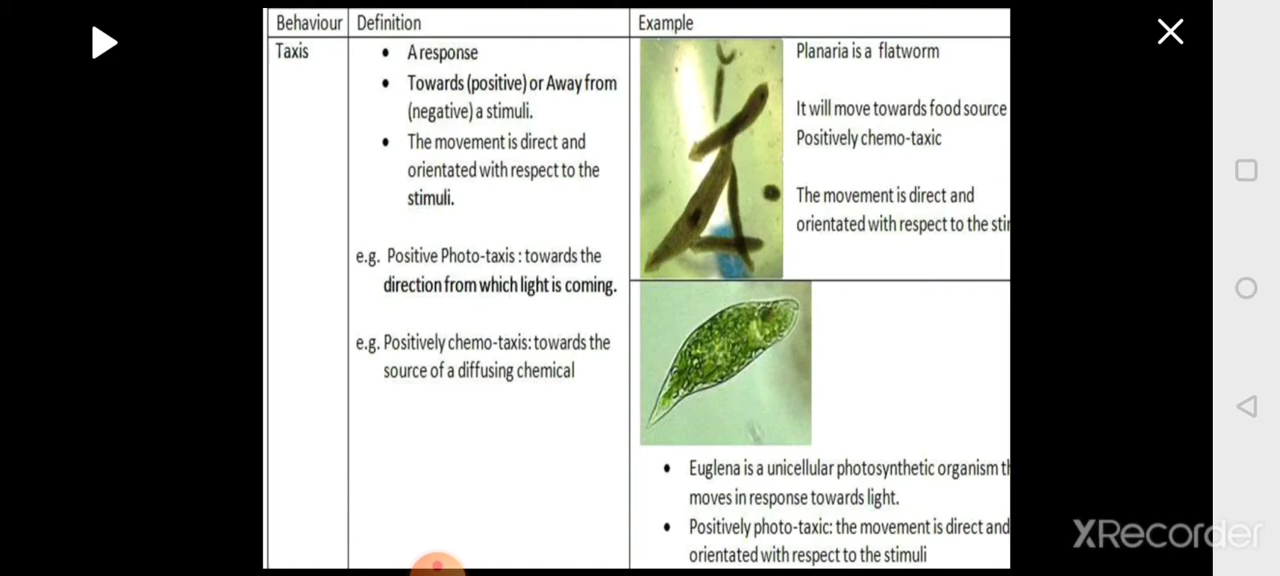 Behaviour Definition Example
Taxis
• A response
• Towards (positive) or Away from
(negative) a stimuli.
• The movement is direct and
orientated with respect to the
stimuli.
e.g. Positive Photo-taxis : towards the
direction from which light is coming.
e.g. Positively chemo-taxis: towards the
source of a diffusing chemical
Planaria is a flatworm
It will move towards food source
Positively chemo-taxic
The movement is direct and
orientated with respect to the
• Euglena is a unicellular photosynthetic organism
moves in response towards light.
• Positively photo-taxic: the movement is direct and
orientated with respect to the stimuli
XRecorder